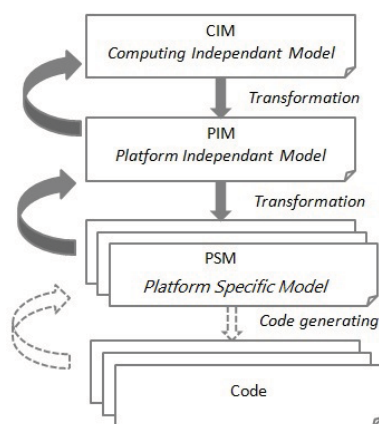 CIM
Computing Independant Model
Transformation
PIM
Platform Independant Model
Transformation
PSM
Platform Specific Model
Code generating
Code